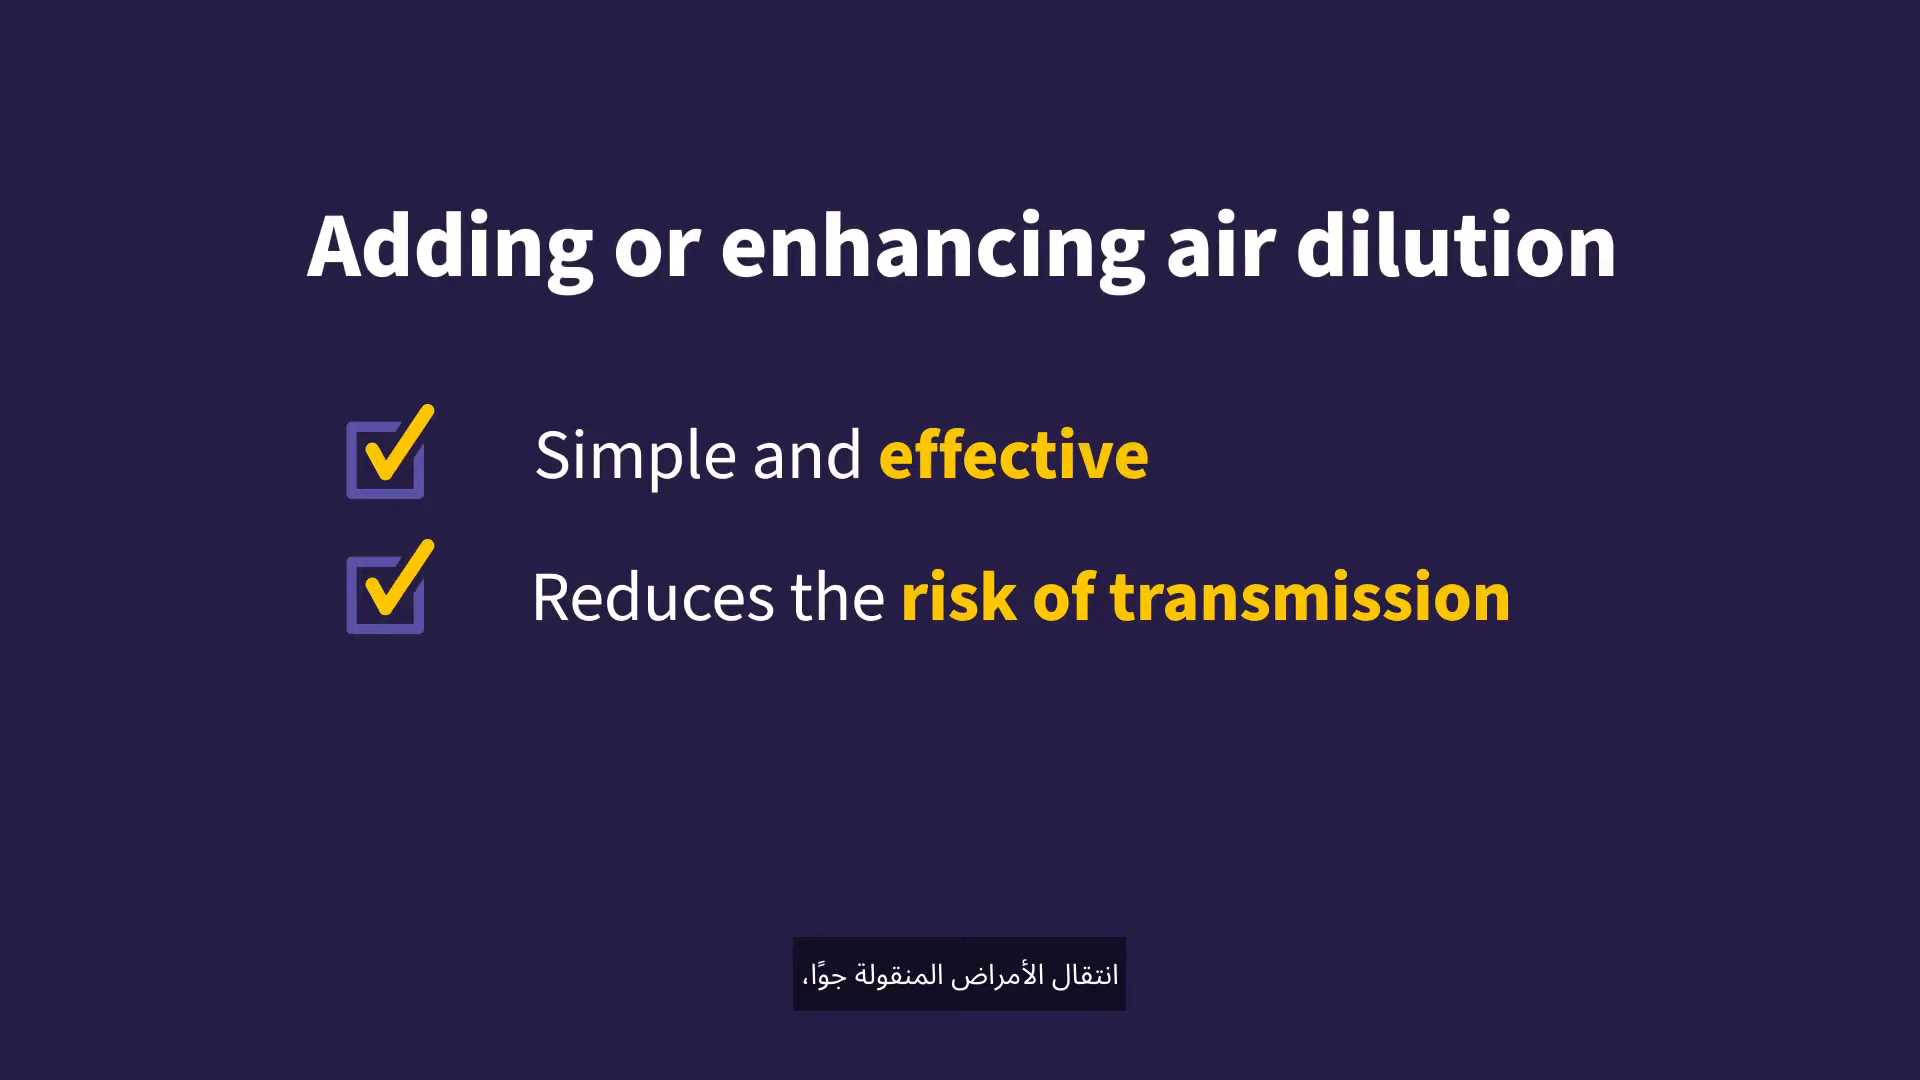 Adding or enhancing air dilution
Simple and effective
Reduces the risk of transmission
انتقال الأمراض المنقولة جوًا،